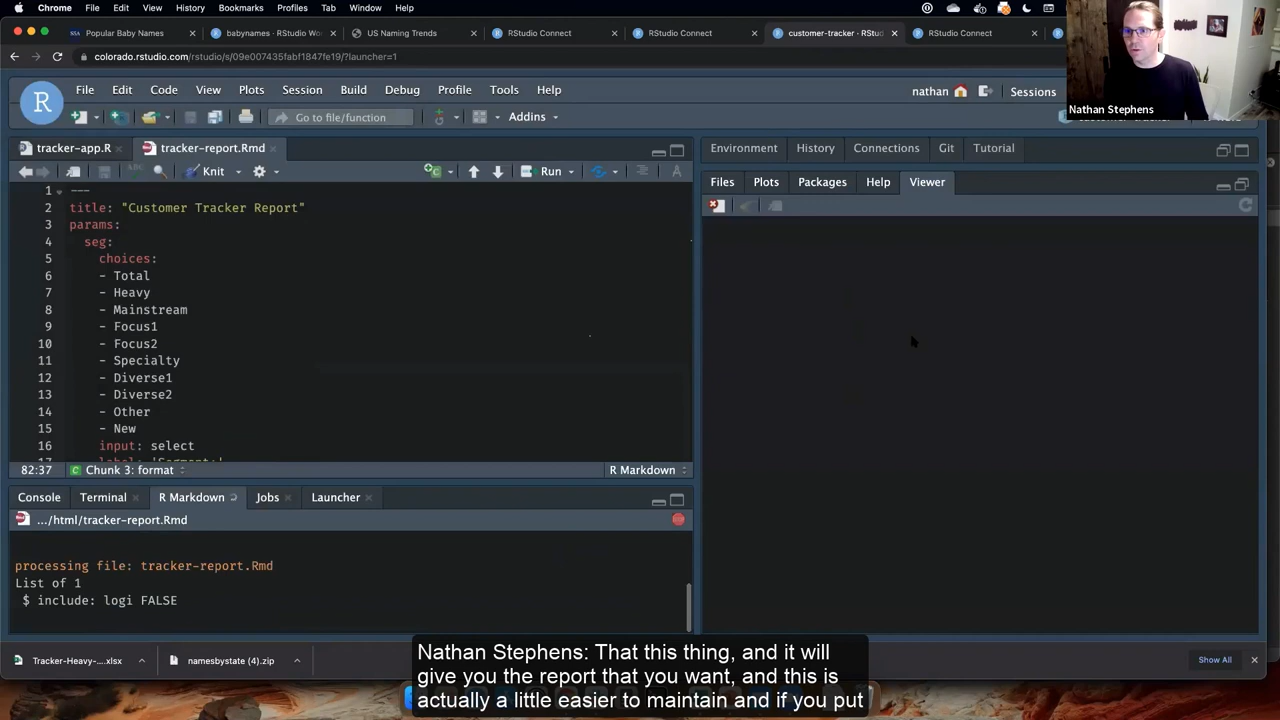 Chrome File Edit View History Bookmarks Profiles Tab Window Help
SSA Popular Baby Names
babynames · RStudio Wo
US Naming Trends
RStudio Connect
RStudio Connect
customer-tracker - RStud
RStudio Connect
colorado.rstudio.com/rstudio/s/09e007435fabf1847fe19/?launcher=1
R File Edit Code View Plots Session Build Debug Profile Tools Help
nathan Sessions
Go to file/function Addins
tracker-app.R tracker-report.Rmd
Knit Run
1 ---
2 title: "Customer Tracker Report"
3 params:
4 seg:
5 choices:
6 - Total
7 - Heavy
8 - Mainstream
9 - Focus1
10 - Focus2
11 - Specialty
12 - Diverse1
13 - Diverse2
14 - Other
15 - New
16 input: select
17 label: 'Segment:'
82:37 Chunk 3: format R Markdown
Console Terminal R Markdown Jobs Launcher
.../html/tracker-report.Rmd
processing file: tracker-report.Rmd
List of 1
$ include: logi FALSE
Environment History Connections Git Tutorial
Files Plots Packages Help Viewer
Nathan Stephens
Tracker-Heavy-....xlsx
namesbystate (4).zip
Show All
Nathan Stephens: That this thing, and it will
give you the report that you want, and this is
actually a little easier to maintain and if you put